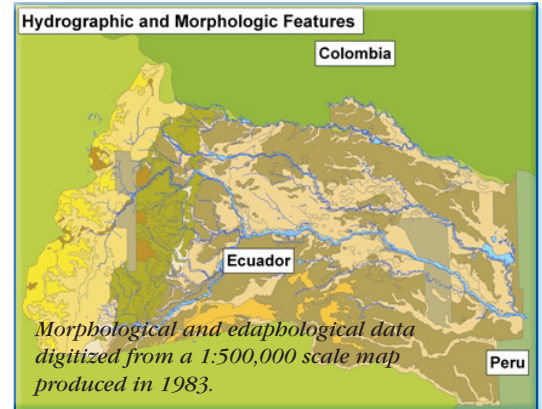 Hydrographic and Morphologic Features
Colombia
Ecuador
Morphological and edaphological data
digitized from a 1:500,000 scale map
produced in 1983.
Peru